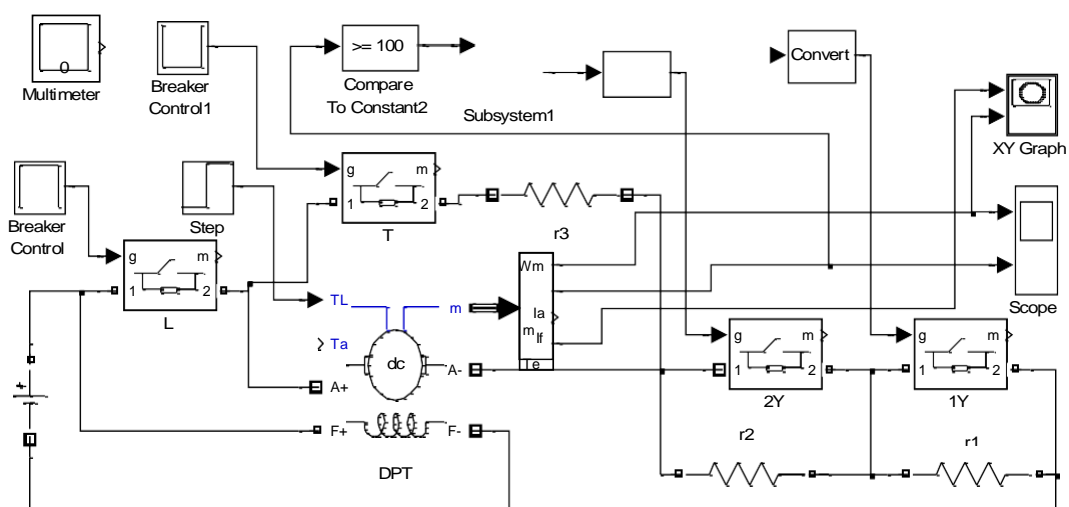 0
Multimeter
Breaker
Control1
>= 100
Compare
To Constant2
Subsystem1
Convert
XY Graph
Breaker
Control
Step
g
m
1
2
T
r3
g
m
1
2
L
TL
m
Ta
dc
A+
A-
F+
F-
DPT
Wm
Ia
m
If
Te
Scope
g
m
1
2
2Y
g
m
1
2
1Y
r2
r1
+